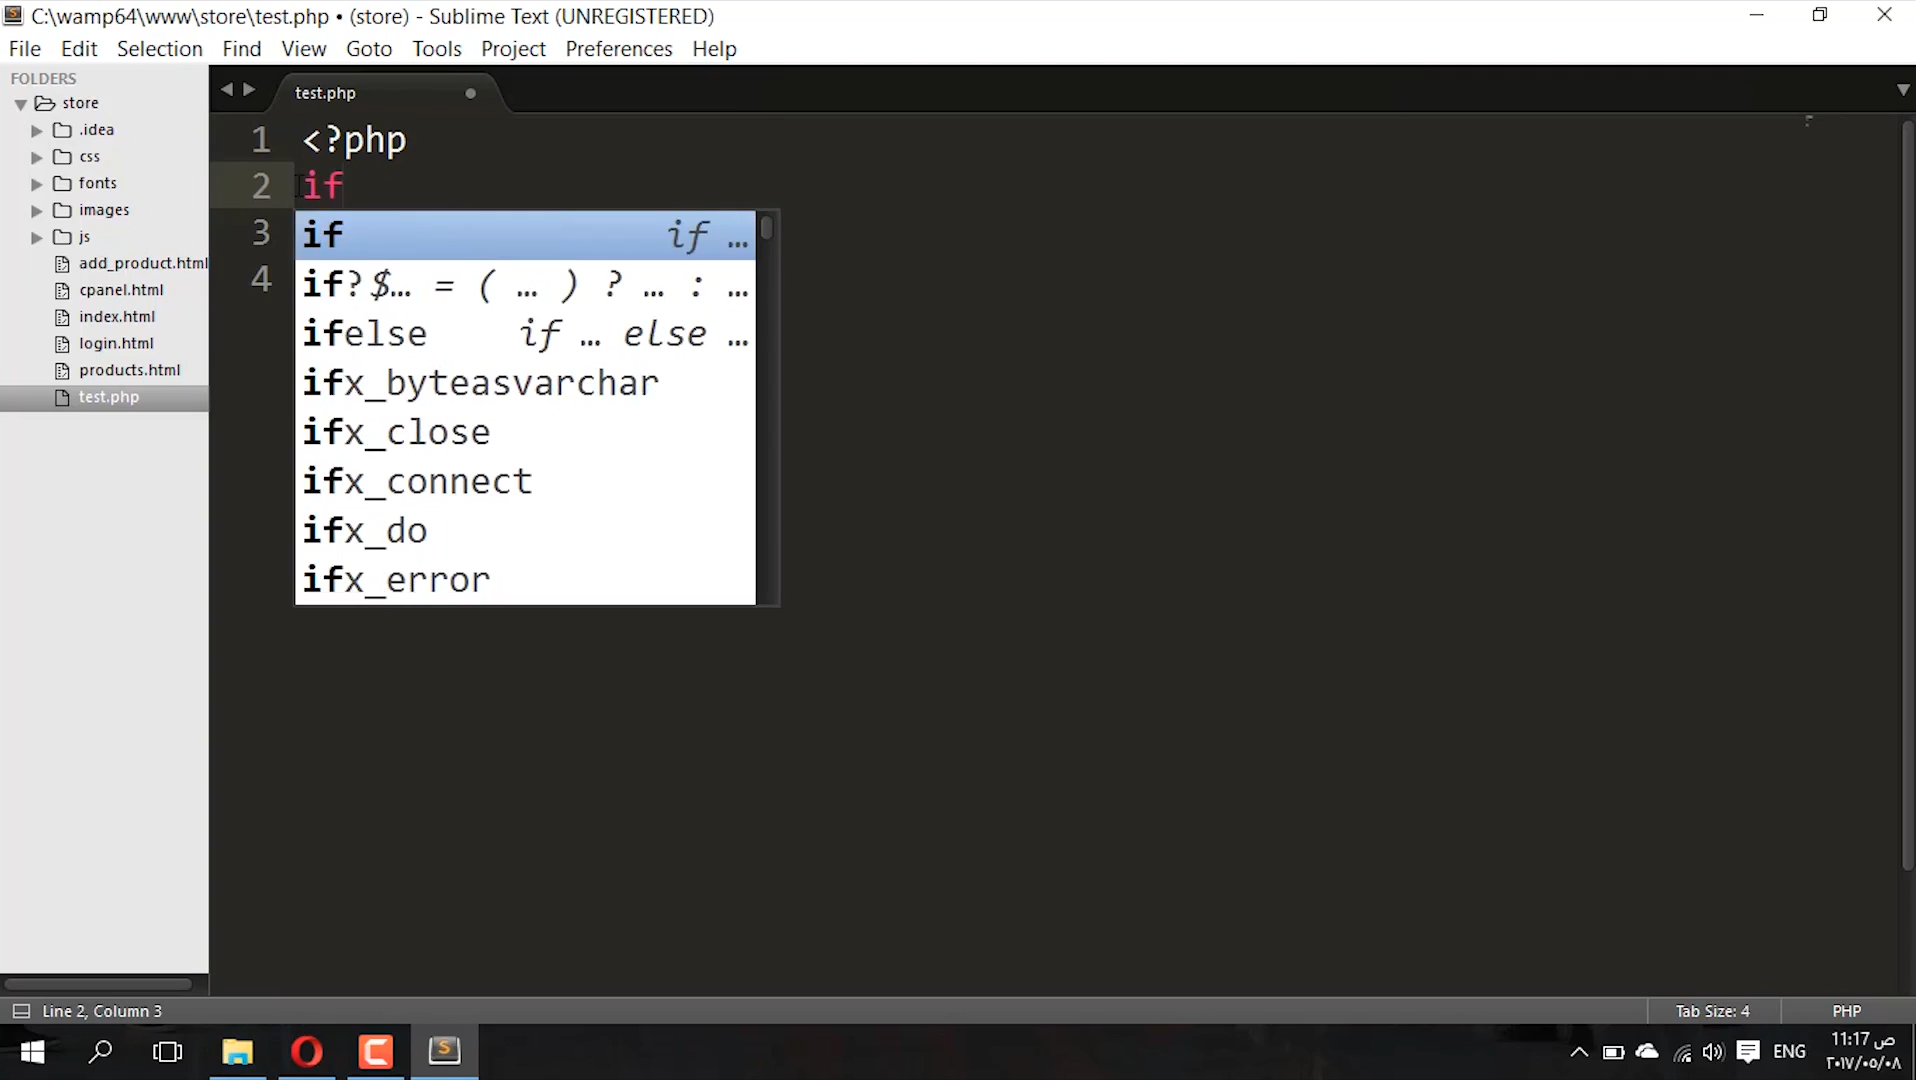 C:\wamp64\www\store\test.php • (store) - Sublime Text (UNREGISTERED)
File Edit Selection Find View Goto Tools Project Preferences Help
FOLDERS
store
.idea
css
fonts
images
js
add_product.html
cpanel.html
index.html
login.html
products.html
test.php
test.php
1 <?php
2 if
3
4
if if …
if? $… = ( … ) ? … : …
ifelse if … else …
ifx_byteasvarchar
ifx_close
ifx_connect
ifx_do
ifx_error
Line 2, Column 3
Tab Size: 4
PHP
ENG
11:17 ص
٢٠١٧/٠٥/٠٨